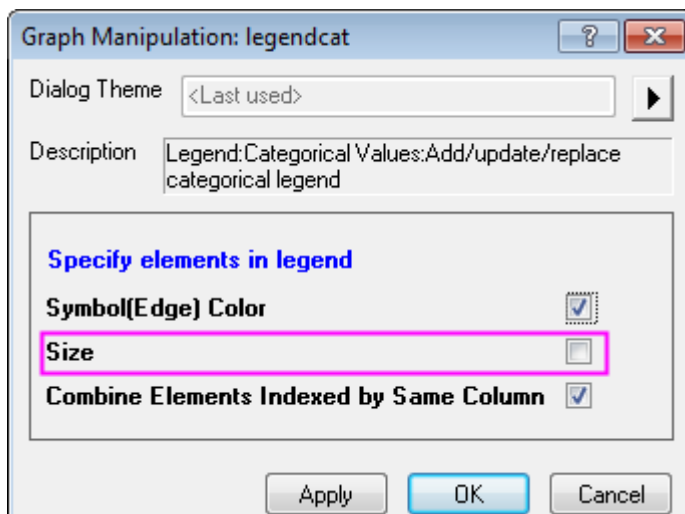 Graph Manipulation: legendcat
Dialog Theme <Last used>
Description Legend:Categorical Values:Add/update/replace
categorical legend
Specify elements in legend
Symbol(Edge) Color
Size
Combine Elements Indexed by Same Column
Apply OK Cancel